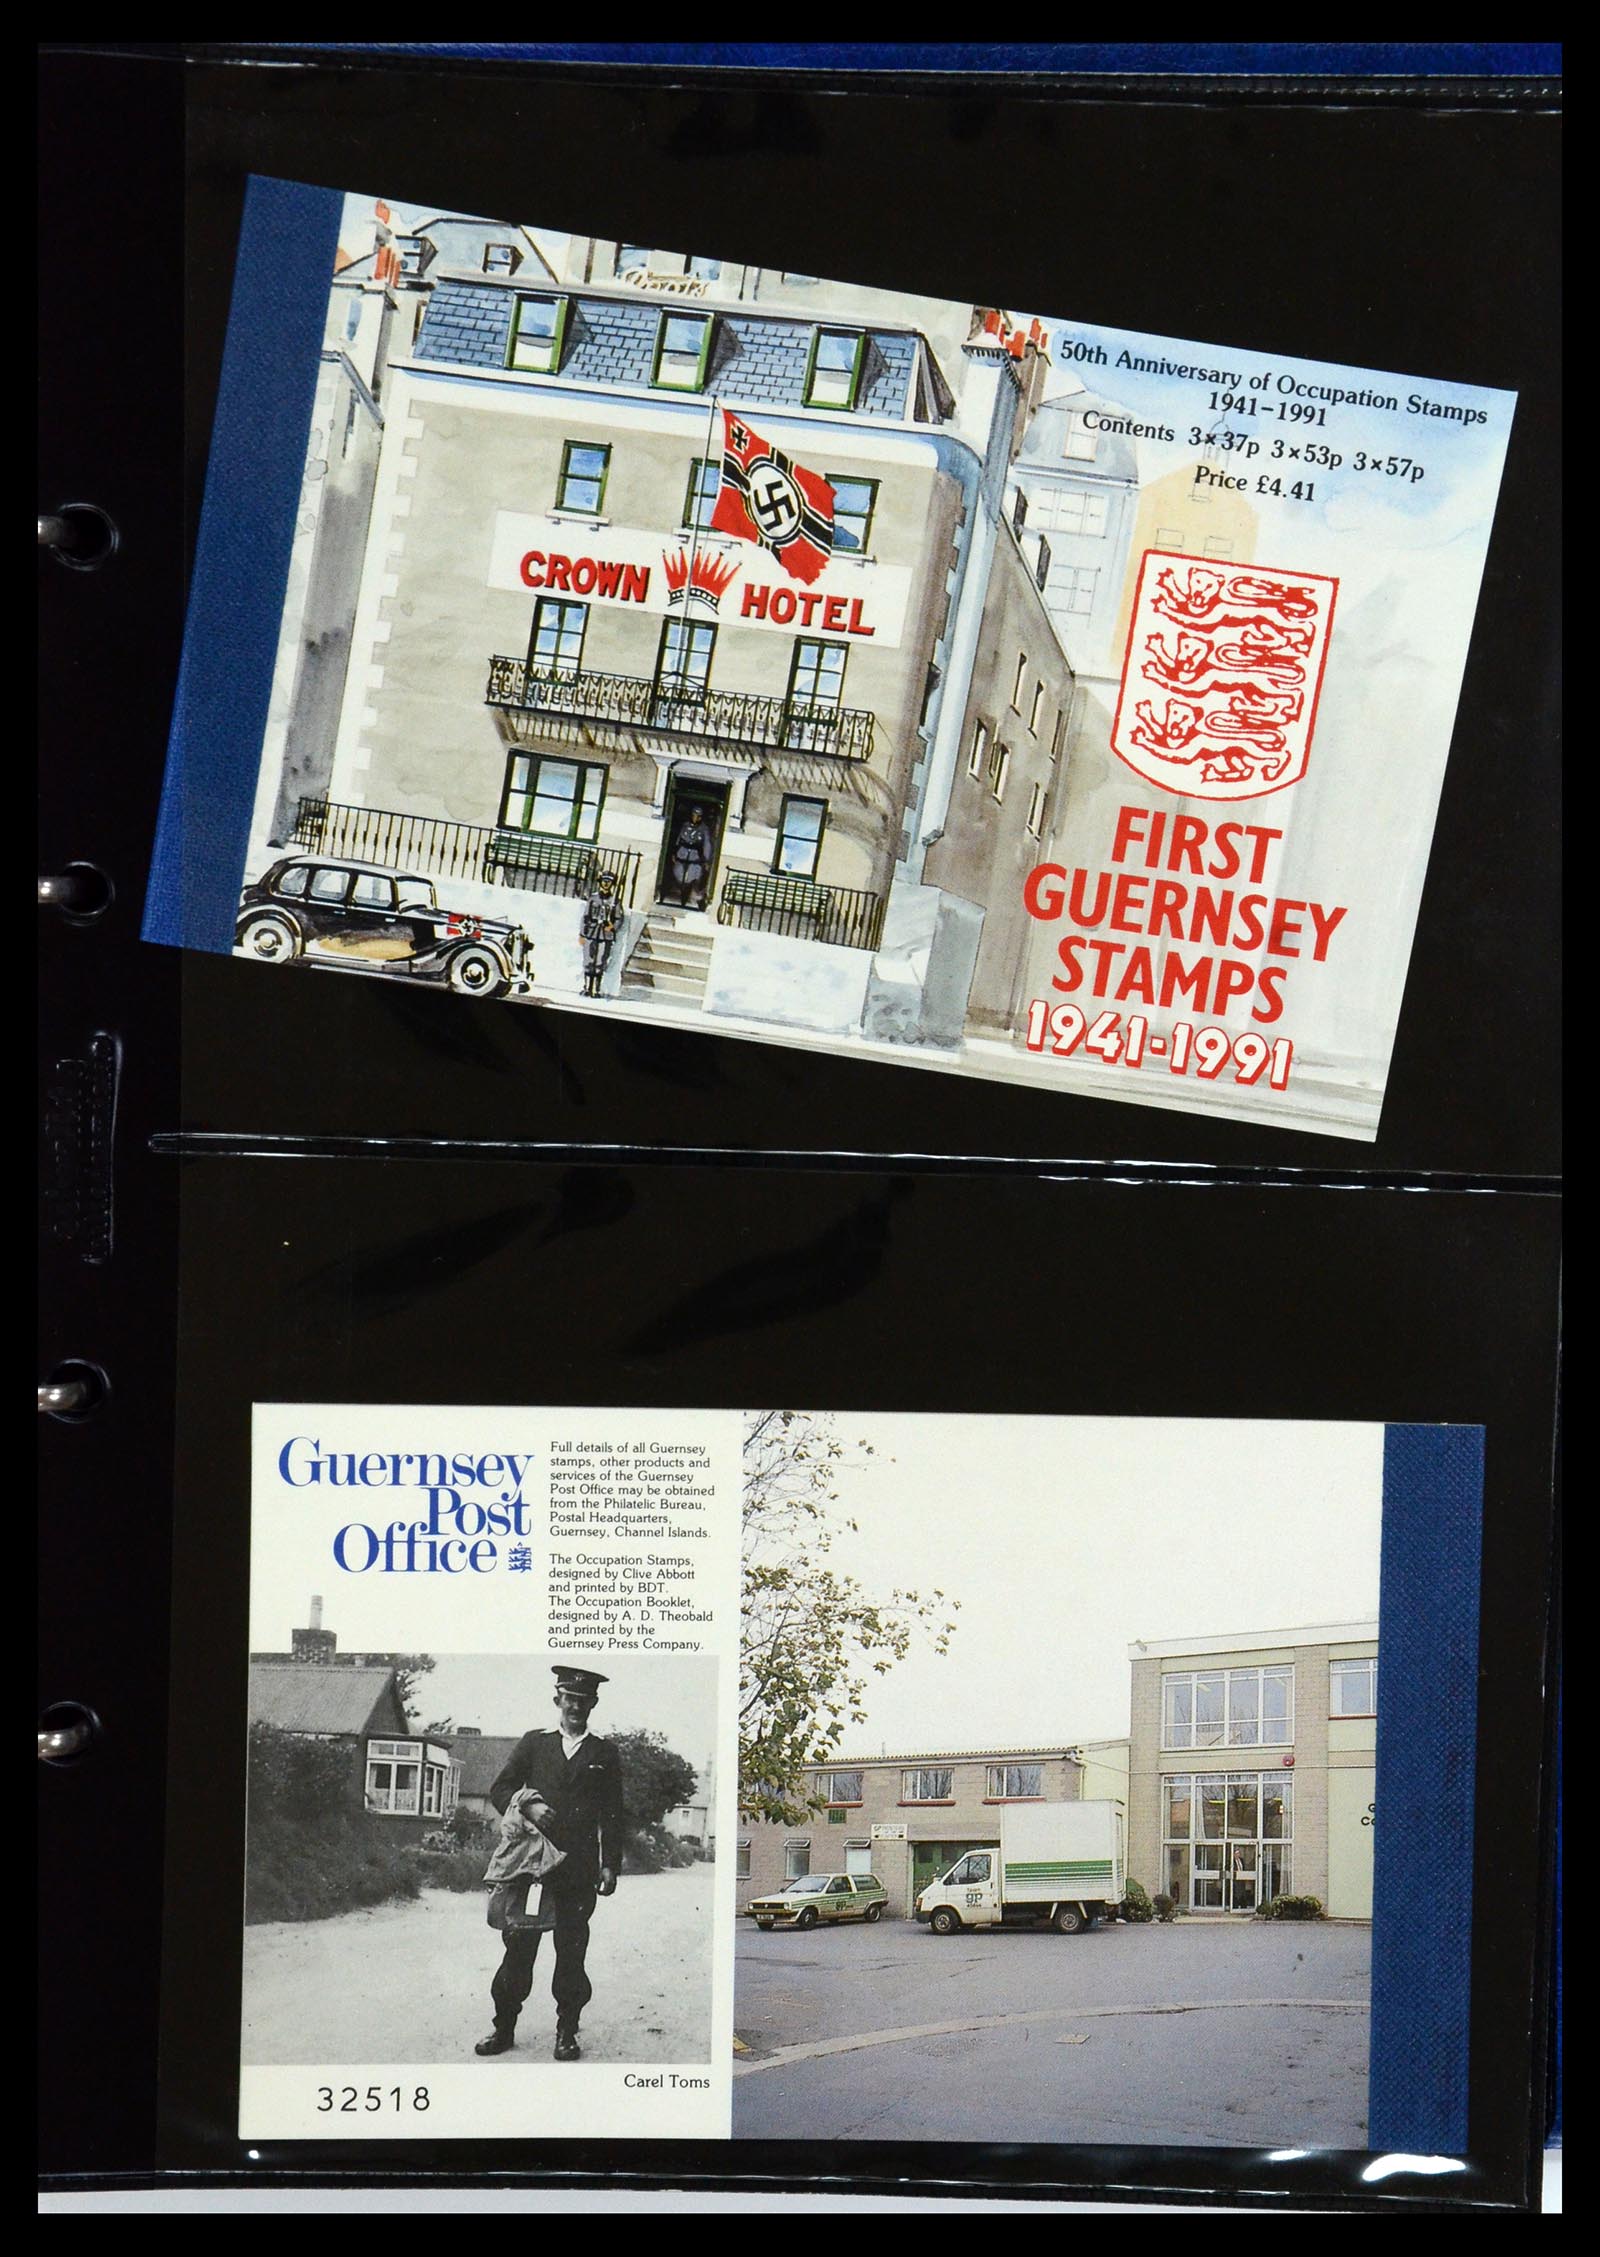 50th Anniversary of Occupation Stamps
1941–1991
Contents 3×37p 3×53p 3×57p
Price £4.41
CROWN HOTEL
FIRST
GUERNSEY
STAMPS
1941-1991
Guernsey
Post
Office
Full details of all Guernsey
stamps, other products and
services of the Guernsey
Post Office may be obtained
from the Philatelic Bureau,
Postal Headquarters,
Guernsey, Channel Islands.
The Occupation Stamps,
designed by Clive Abbott
and printed by BDT.
The Occupation Booklet,
designed by A. D. Theobald
and printed by the
Guernsey Press Company.
gp
Carel Toms
32518